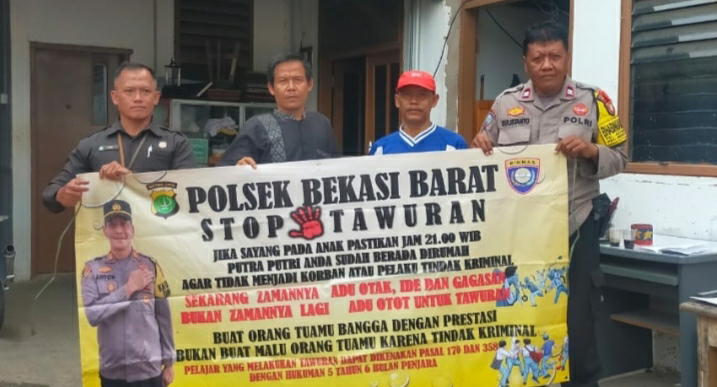 POLRI
BINMAS
POLSEK BEKASI BARAT
STOP TAWURAN
JIKA SAYANG PADA ANAK PASTIKAN JAM 21.00 WIB
PUTRA PUTRI ANDA SUDAH BERADA DIRUMAH
AGAR TIDAK MENJADI KORBAN ATAU PELAKU TINDAK KRIMINAL
SEKARANG ZAMANNYA ADU OTAK, IDE DAN GAGASAN
BUKAN ZAMANNYA LAGI ADU OTOT UNTUK TAWURAN
BUAT ORANG TUAMU BANGGA DENGAN PRESTASI
BUKAN BUAT MALU ORANG TUAMU KARENA TINDAK KRIMINAL
PELAJAR YANG MELAKUKAN TAWURAN DAPAT DIKENAKAN PASAL 170 DAN 358
DENGAN HUKUMAN 5 TAHUN 6 BULAN PENJARA